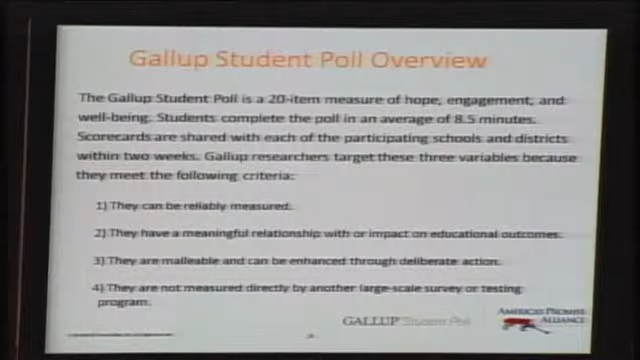 Gallup Student Poll Overview
The Gallup Student Poll is a 20-item measure of hope, engagement, and
well-being. Students complete the poll in an average of 8.5 minutes.
Scorecards are shared with each of the participating schools and districts
within two weeks. Gallup researchers target these three variables because
they meet the following criteria:
1) They can be reliably measured.
2) They have a meaningful relationship with or impact on educational outcomes.
3) They are malleable and can be enhanced through deliberate action.
4) They are not measured directly by another large-scale survey or testing
program.
GALLUP Student Poll
AMERICA'S PROMISE
ALLIANCE